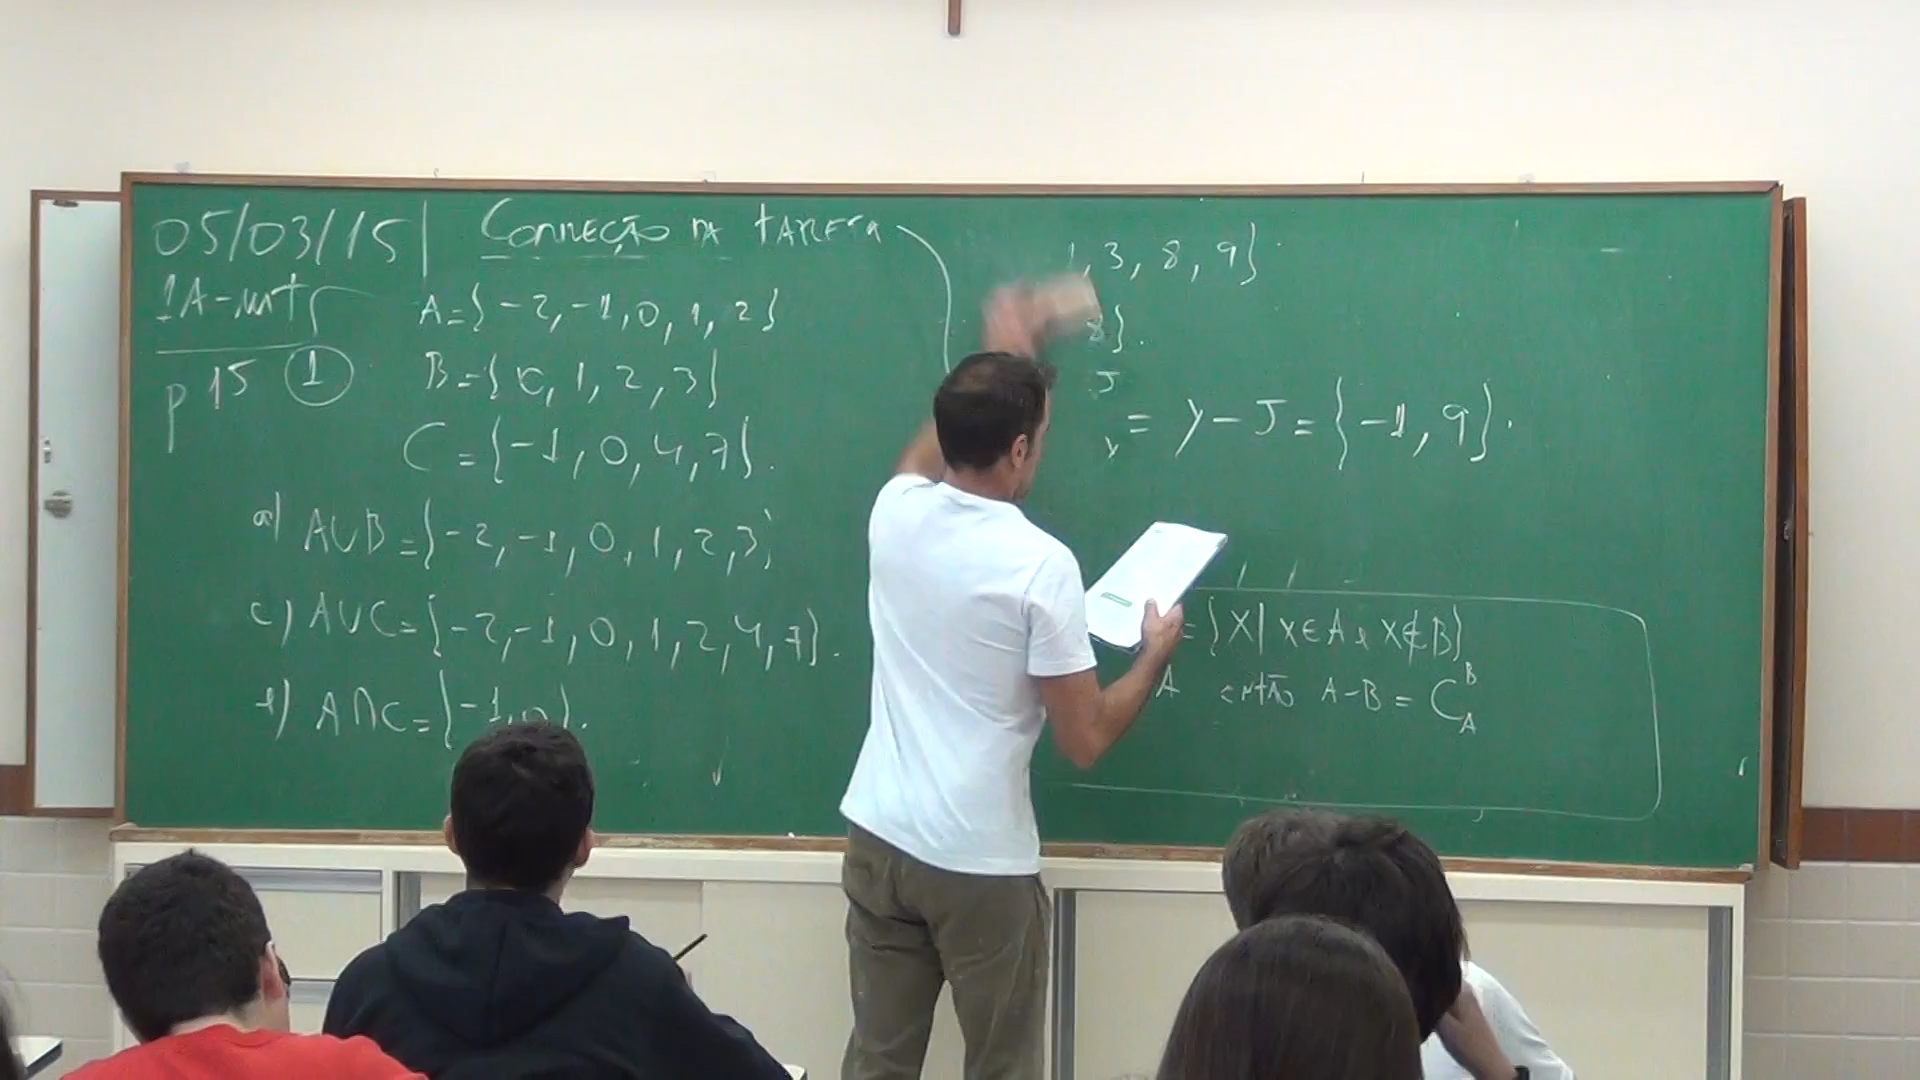 05/03/15 CORREÇÃO DA TAREFA
1A-mat
p 15 1
A={-2,-1,0,1,2}
B={0,1,2,3}
C={-1,0,4,7}.
a) A∪B={-2,-1,0,1,2,3}
c) A∪C={-2,-1,0,1,2,4,7}.
e) A∩C={-1,0}.
1,3,8,9}
8}.
J
Y = Y-J={-1,9}.
={X|X∈A e X∉B}
A então A-B=C_A^B